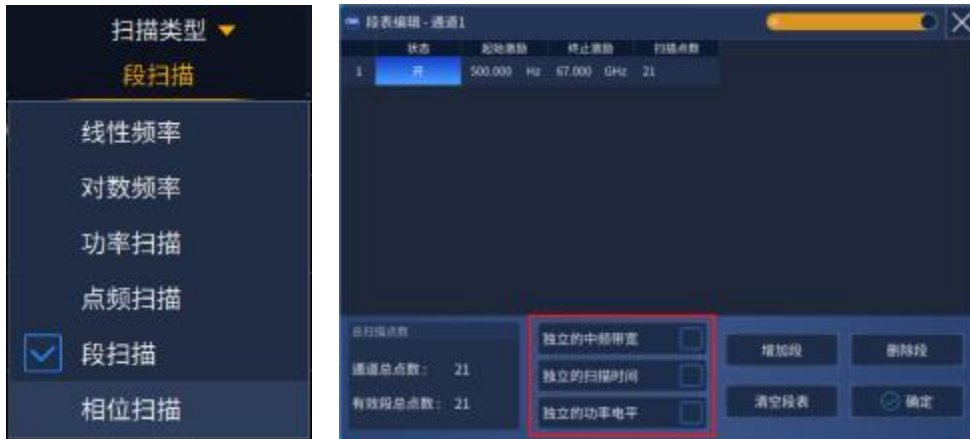 扫描类型
段扫描
线性频率
对数频率
功率扫描
点频扫描
段扫描
相位扫描
段表编辑 - 通道1
状态 起始激励 终止激励 扫描点数
1 开 500.000 Hz 67.000 GHz 21
总扫描点数
通道总点数： 21
有效段总点数： 21
独立的中频带宽
独立的扫描时间
独立的功率电平
增加段 删除段
清空段表 确定